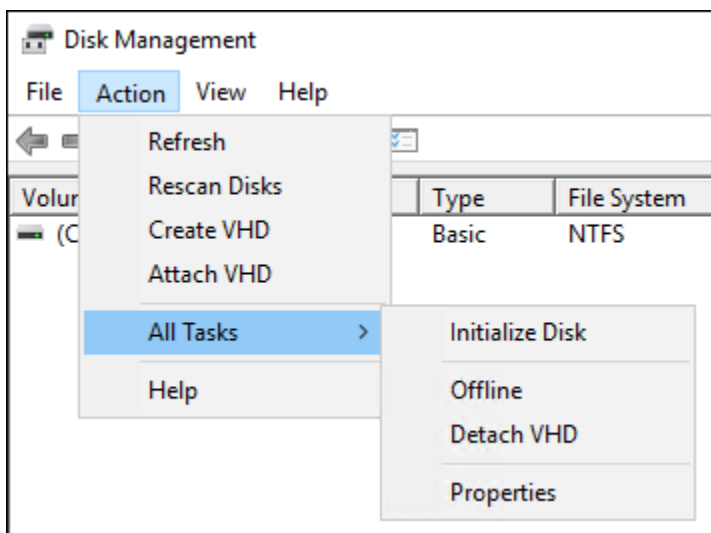 Disk Management
File Action View Help
Refresh
Rescan Disks
Volur Type File System
Create VHD
(C Basic NTFS
Attach VHD
All Tasks
Initialize Disk
Help
Offline
Detach VHD
Properties